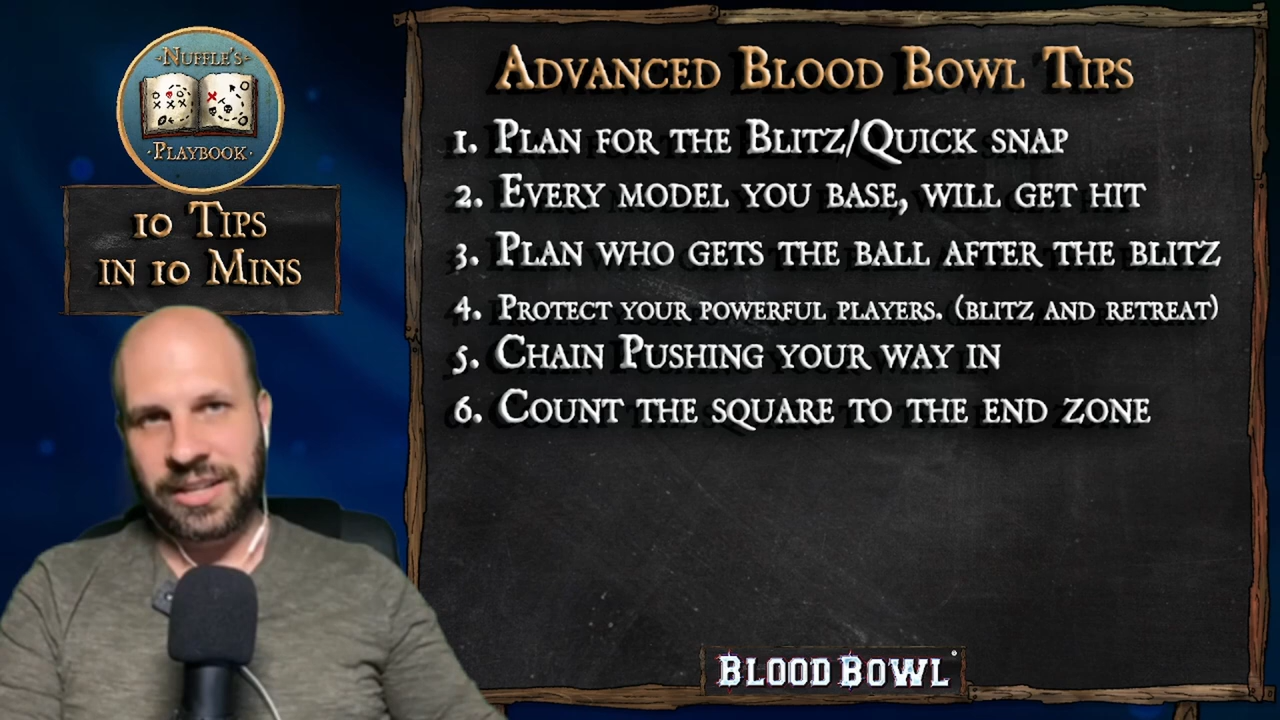 Nuffle's
Playbook
10 Tips
in 10 Mins
Advanced Blood Bowl Tips
1. Plan for the Blitz/Quick snap
2. Every model you base, will get hit
3. Plan who gets the ball after the blitz
4. Protect your powerful players. (blitz and retreat)
5. Chain Pushing your way in
6. Count the square to the end zone
Blood Bowl